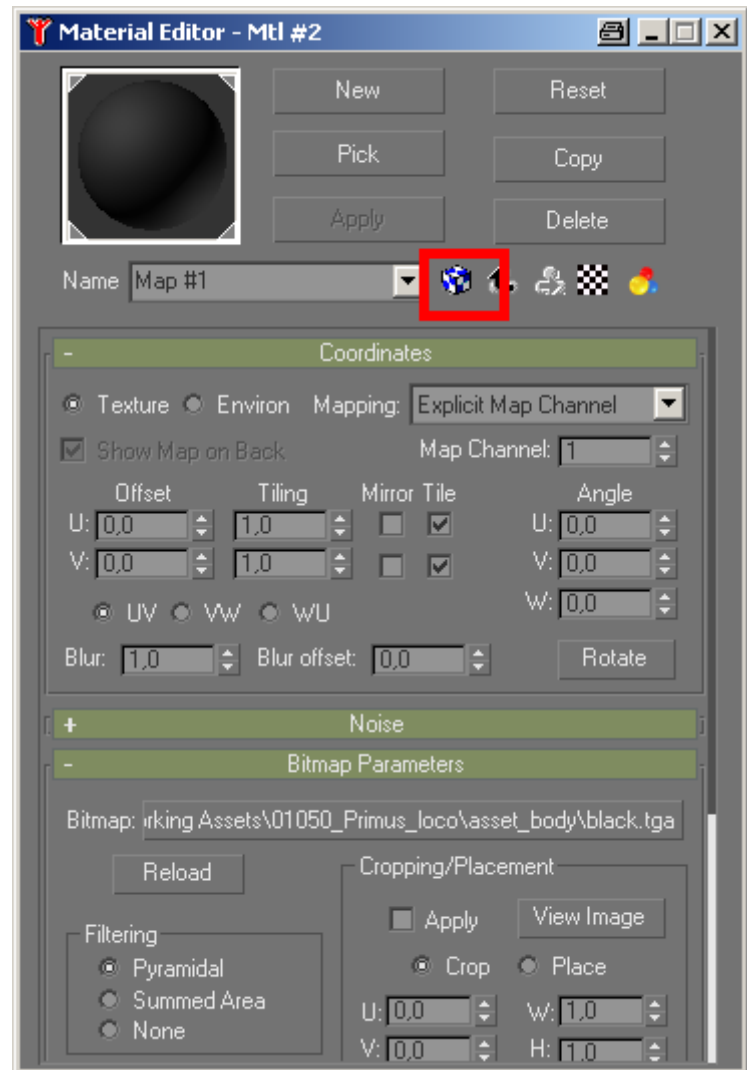 Material Editor - Mtl #2
New Reset
Pick Copy
Apply Delete
Name Map #1
- Coordinates
Texture Environ Mapping: Explicit Map Channel
Show Map on Back Map Channel: 1
Offset Tiling Mirror Tile Angle
U: 0,0 1,0 U: 0,0
V: 0,0 1,0 V: 0,0
UV VW WU W: 0,0
Blur: 1,0 Blur offset: 0,0 Rotate
+ Noise
- Bitmap Parameters
Bitmap: rking Assets\01050_Primus_loco\asset_body\black.tga
Reload Cropping/Placement
Apply View Image
Filtering
Pyramidal Crop Place
Summed Area U: 0,0 W: 1,0
None V: 0,0 H: 1,0